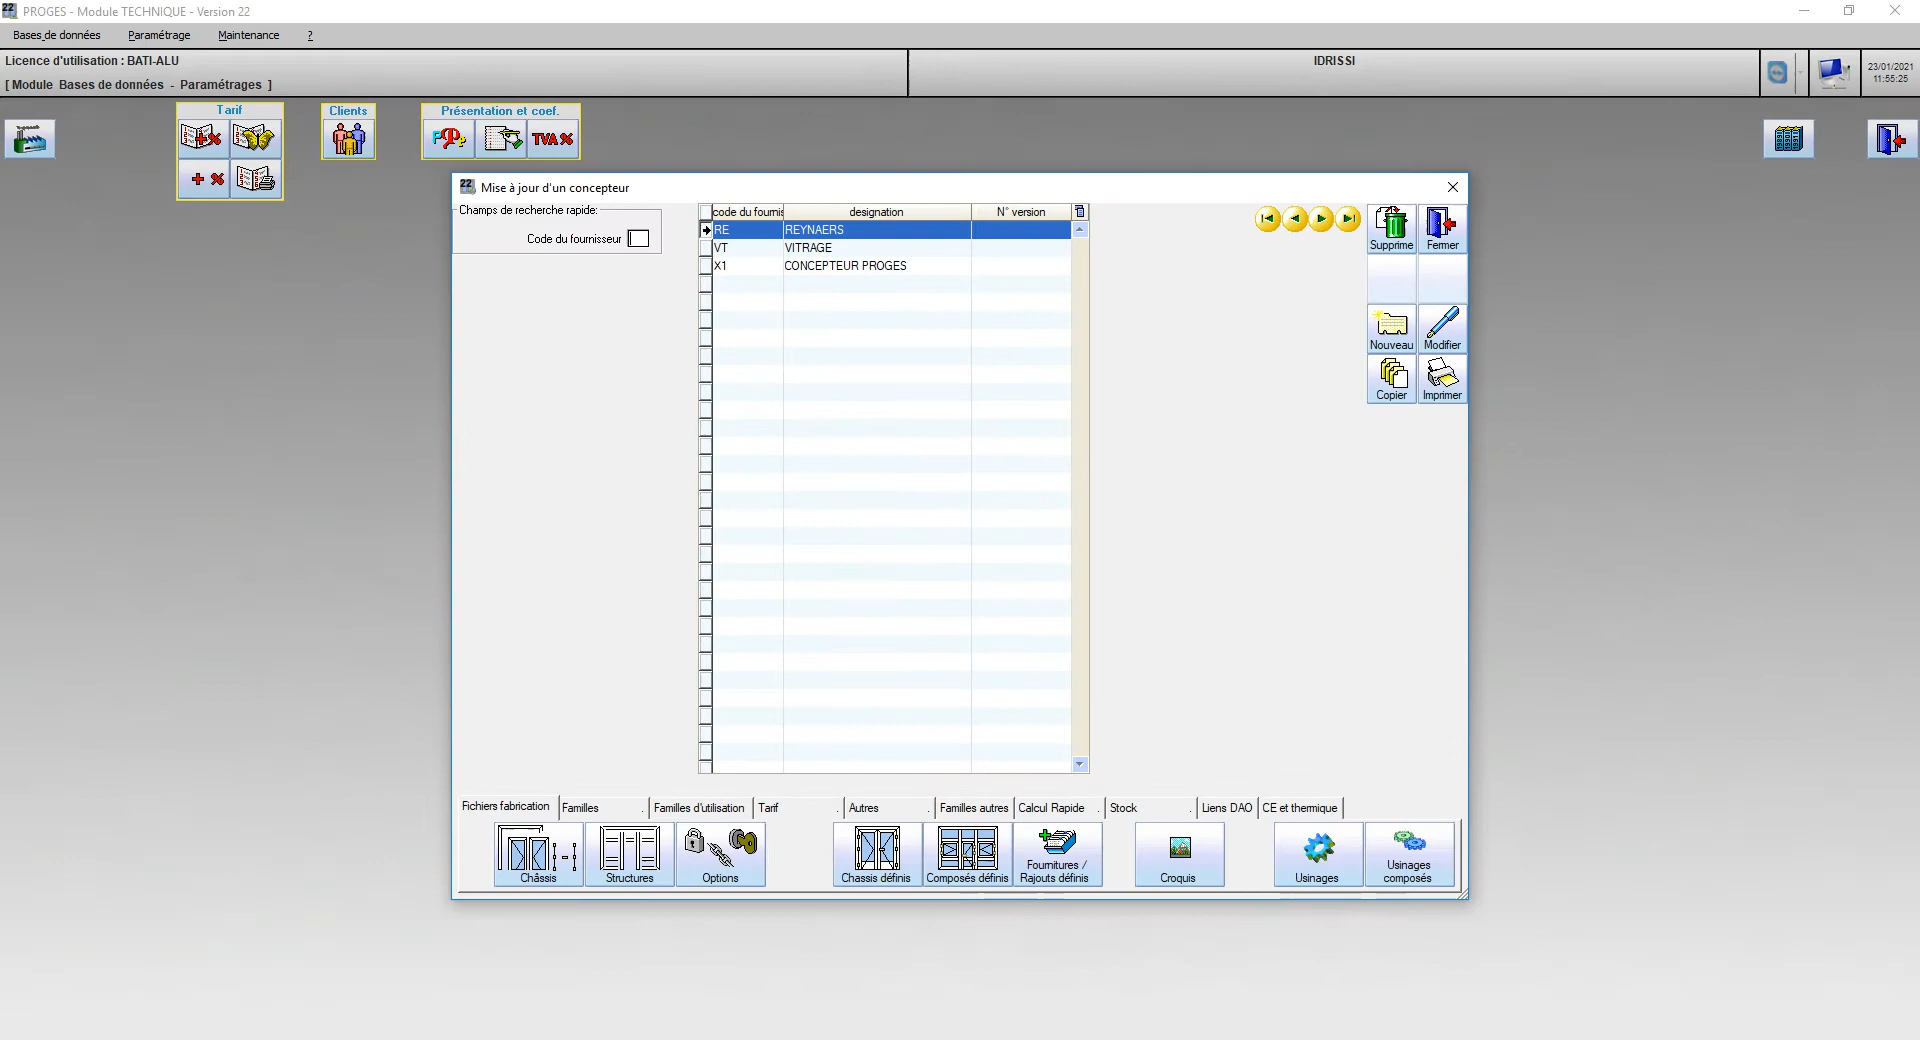 PROGES - Module TECHNIQUE - Version 22
Bases de données Paramétrage Maintenance ?
Licence d'utilisation : BATI-ALU
IDRISSI
[ Module Bases de données - Paramétrages ]
23/01/2021
11:55:25
Tarif
Clients
Présentation et coef.
TVA %
Mise à jour d'un concepteur
Champs de recherche rapide:
Code du fournisseur
code du fournis designation N° version
RE REYNAERS
VT VITRAGE
X1 CONCEPTEUR PROGES
Supprime Fermer
Nouveau Modifier
Copier Imprimer
Fichiers fabrication Familles Familles d'utilisation Tarif Autres Familles autres Calcul Rapide Stock Liens DAO CE et thermique
Châssis
Structures
Options
Chassis définis
Composés définis
Fournitures /
Rajouts définis
Croquis
Usinages
Usinages
composés